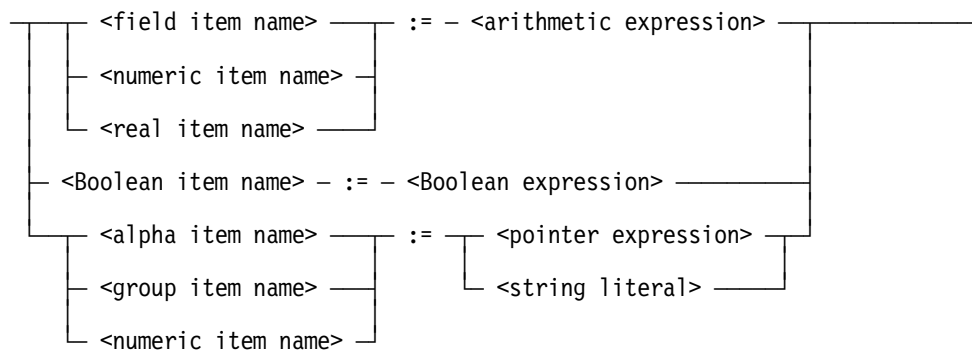 <field item name> := <arithmetic expression>
<numeric item name>
<real item name>
<Boolean item name> := <Boolean expression>
<alpha item name> := <pointer expression>
<group item name> <string literal>
<numeric item name>